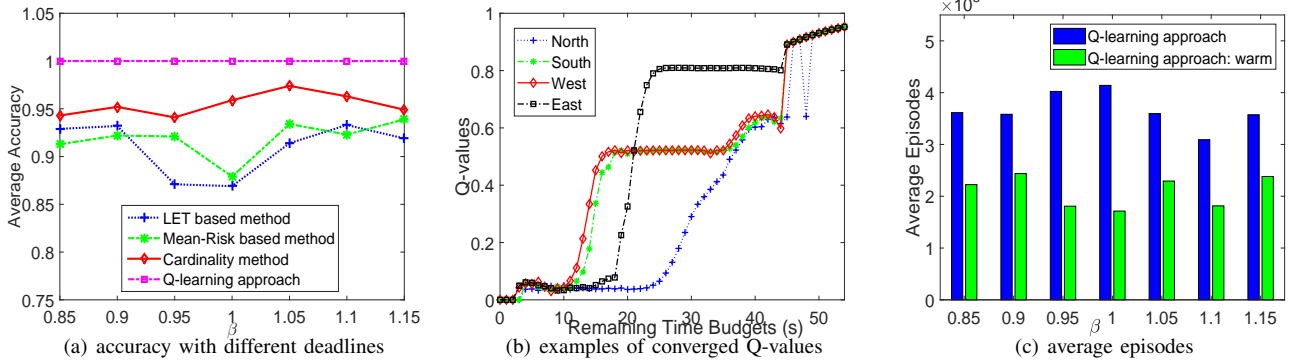 1.05
1
0.95
0.9
0.85
0.8
0.75
Average Accuracy
LET based method
Mean-Risk based method
Cardinality method
Q-learning approach
0.85 0.9 0.95 1 1.05 1.1 1.15
β
(a) accuracy with different deadlines
1
0.8
0.6
0.4
0.2
0
Q-values
North
South
West
East
0 10 20 30 40 50
Remaining Time Budgets (s)
(b) examples of converged Q-values
5
4
3
2
1
0
Average Episodes
Q-learning approach
Q-learning approach: warm
0.85 0.9 0.95 1 1.05 1.1 1.15
β
(c) average episodes